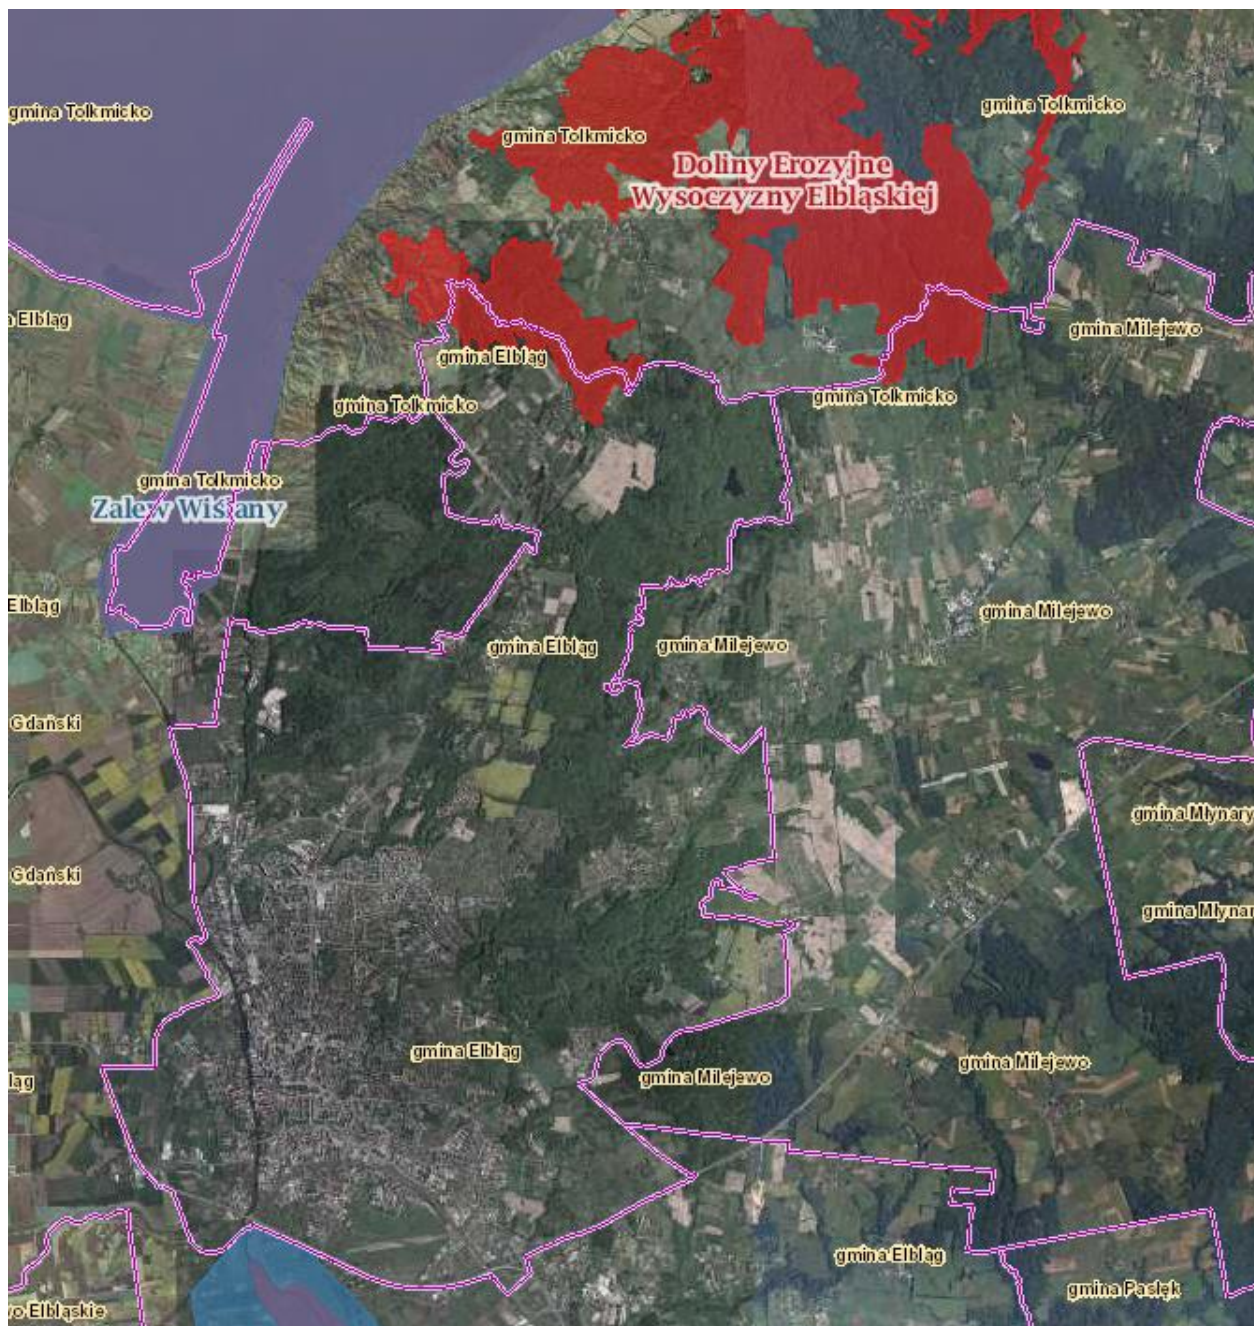 gmina Tolkmicko
gmina Tolkmicko
gmina Tolkmicko
Doliny Erozyjne
Wysoczyzny Elbląskiej
a Elbląg
gmina Milejewo
gmina Elbląg
gmina Tolkmicko
gmina Tolkmicko
gmina Tolkmicko
Zalew Wiślany
Elbląg
gmina Milejewo
gmina Elbląg
gmina Milejewo
Gdański
gmina Młynary
Gdański
gmina Młynar
gmina Elbląg
gmina Milejewo
gmina Milejewo
ląg
gmina Elbląg
gmina Pasłęk
wo Elbląskie